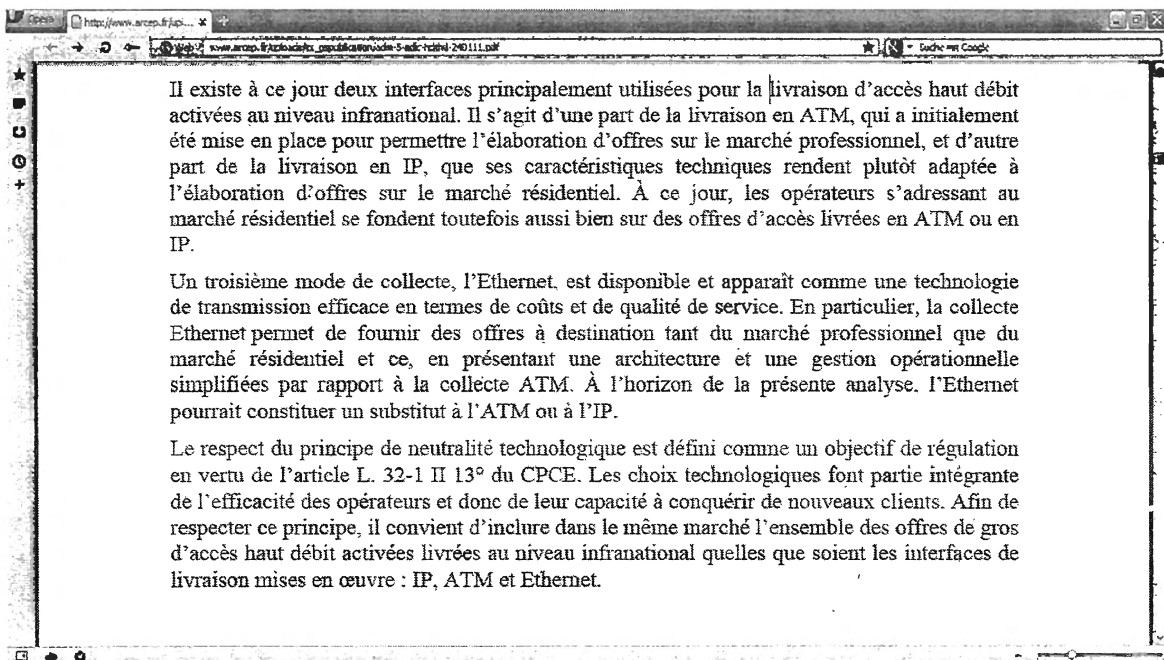 Opera
http://www.arcep.fr/upl...
Web
Suche mit Google
Il existe à ce jour deux interfaces principalement utilisées pour la livraison d'accès haut débit
activées au niveau infranational. Il s'agit d'une part de la livraison en ATM, qui a initialement
été mise en place pour permettre l'élaboration d'offres sur le marché professionnel, et d'autre
part de la livraison en IP, que ses caractéristiques techniques rendent plutôt adaptée à
l'élaboration d'offres sur le marché résidentiel. À ce jour, les opérateurs s'adressant au
marché résidentiel se fondent toutefois aussi bien sur des offres d'accès livrées en ATM ou en
IP.
Un troisième mode de collecte, l'Ethernet, est disponible et apparaît comme une technologie
de transmission efficace en termes de coûts et de qualité de service. En particulier, la collecte
Ethernet permet de fournir des offres à destination tant du marché professionnel que du
marché résidentiel et ce, en présentant une architecture et une gestion opérationnelle
simplifiées par rapport à la collecte ATM. À l'horizon de la présente analyse, l'Ethernet
pourrait constituer un substitut à l'ATM ou à l'IP.
Le respect du principe de neutralité technologique est défini comme un objectif de régulation
en vertu de l'article L. 32-1 II 13° du CPCE. Les choix technologiques font partie intégrante
de l'efficacité des opérateurs et donc de leur capacité à conquérir de nouveaux clients. Afin de
respecter ce principe, il convient d'inclure dans le même marché l'ensemble des offres de gros
d'accès haut débit activées livrées au niveau infranational quelles que soient les interfaces de
livraison mises en œuvre : IP, ATM et Ethernet.